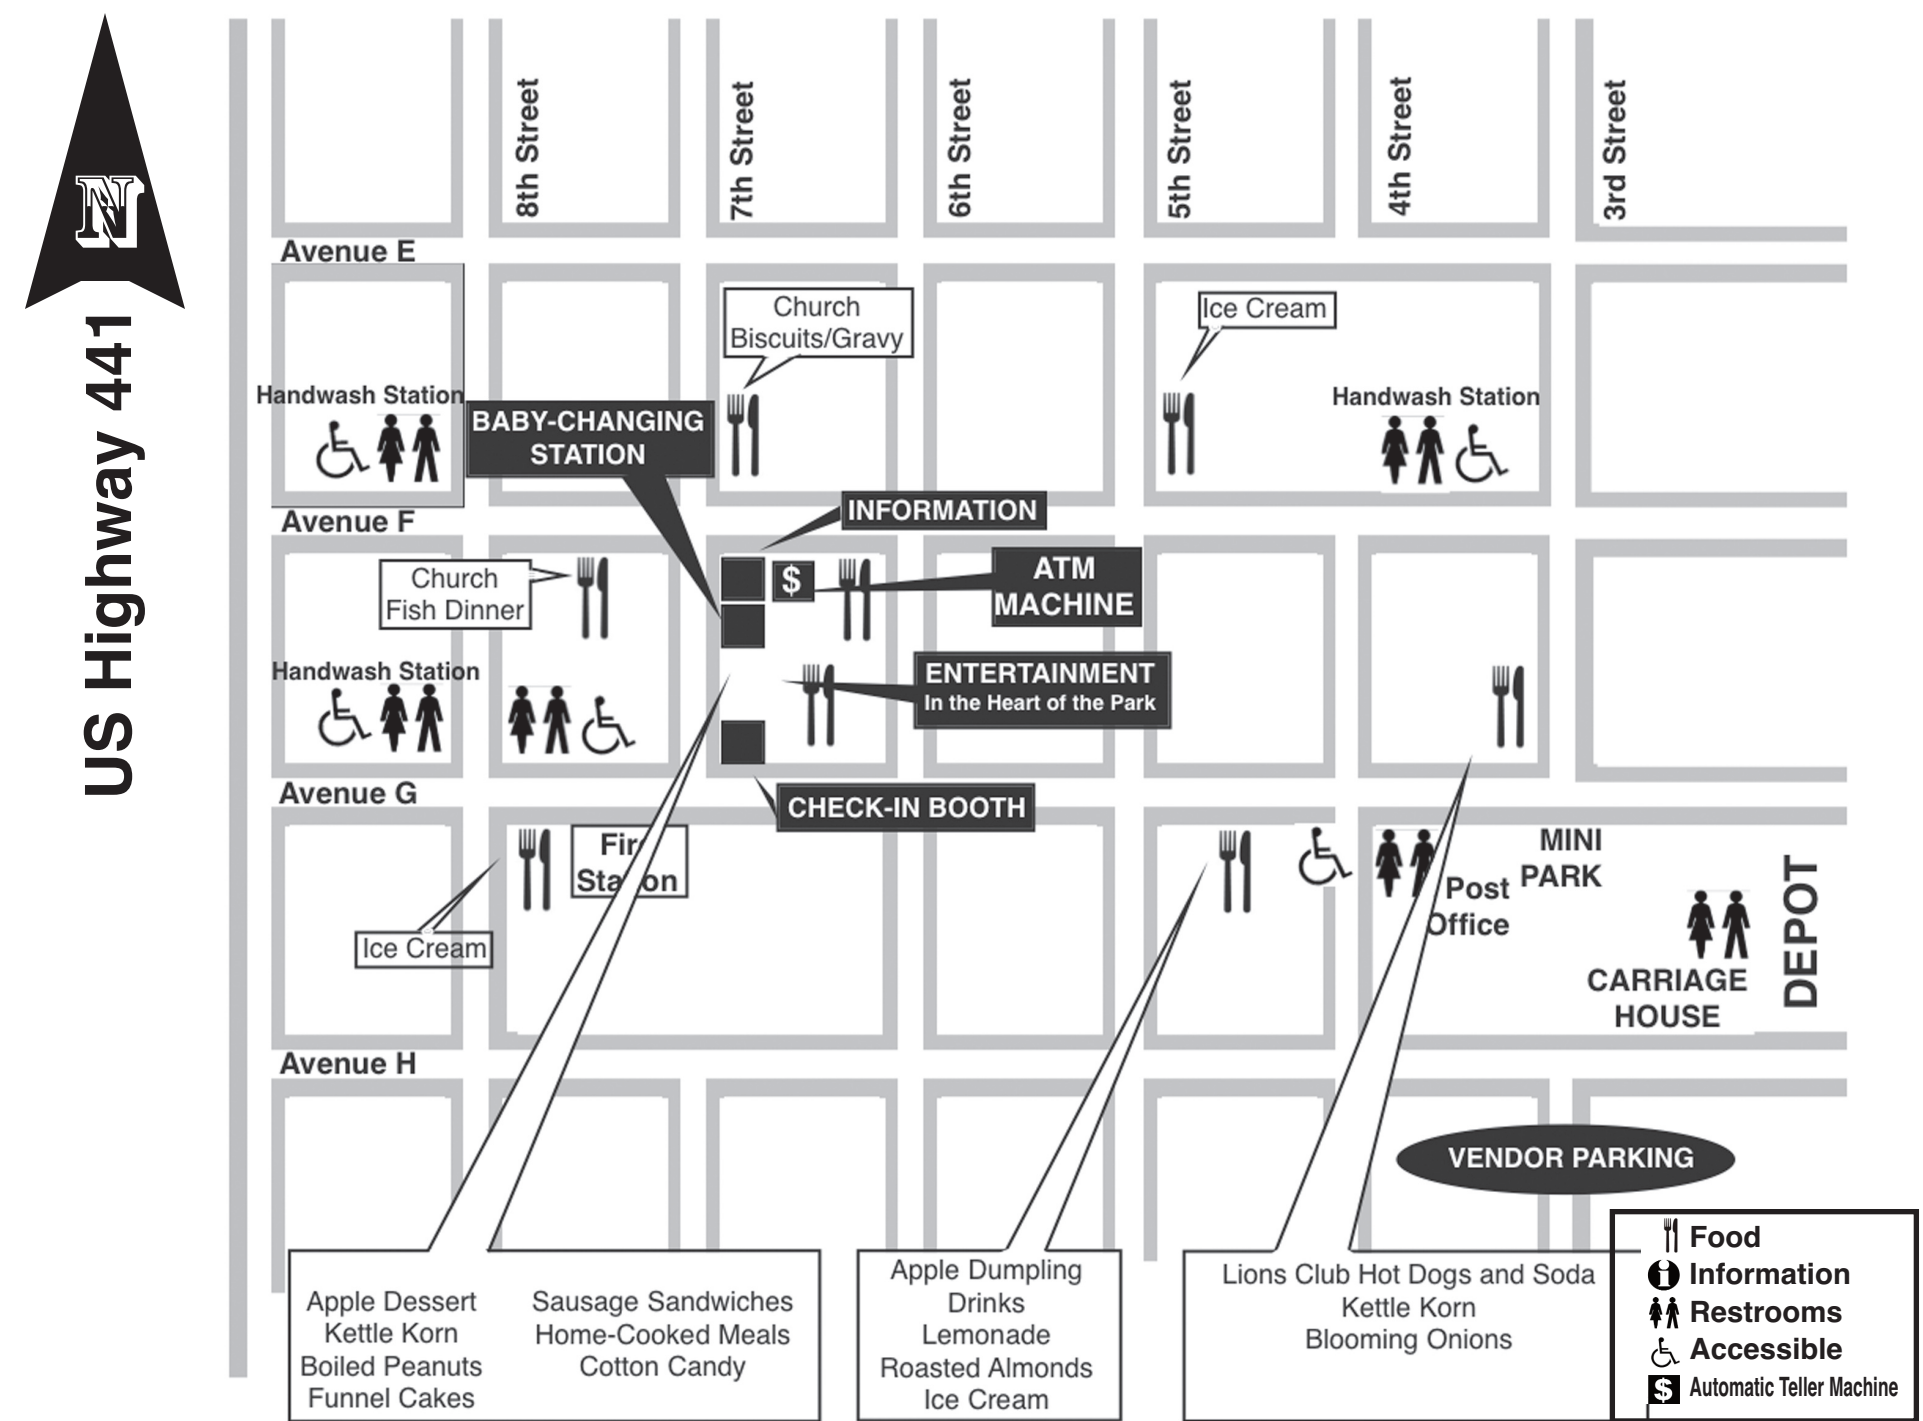 N
US Highway 441
8th Street
7th Street
6th Street
5th Street
4th Street
3rd Street
Avenue E
Church
Biscuits/Gravy
Ice Cream
Handwash Station
BABY-CHANGING
STATION
Handwash Station
INFORMATION
Avenue F
Church
Fish Dinner
$
ATM
MACHINE
Handwash Station
ENTERTAINMENT
In the Heart of the Park
Avenue G
CHECK-IN BOOTH
Fire
Station
MINI
PARK
Post
Office
DEPOT
Ice Cream
CARRIAGE
HOUSE
Avenue H
VENDOR PARKING
Apple Dessert
Kettle Korn
Boiled Peanuts
Funnel Cakes
Sausage Sandwiches
Home-Cooked Meals
Cotton Candy
Apple Dumpling
Drinks
Lemonade
Roasted Almonds
Ice Cream
Lions Club Hot Dogs and Soda
Kettle Korn
Blooming Onions
Food
i Information
Restrooms
Accessible
$ Automatic Teller Machine